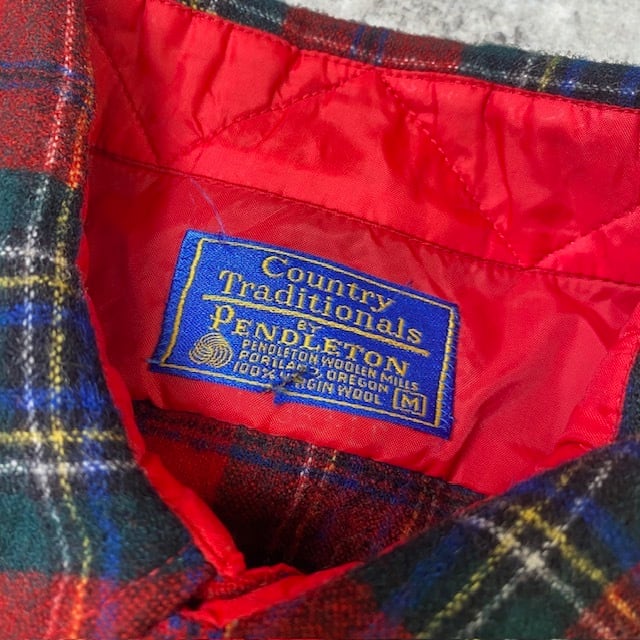 Country
Traditionals
BY
PENDLETON
PENDLETON WOOLEN MILLS
PORTLAND, OREGON
100% VIRGIN WOOL M